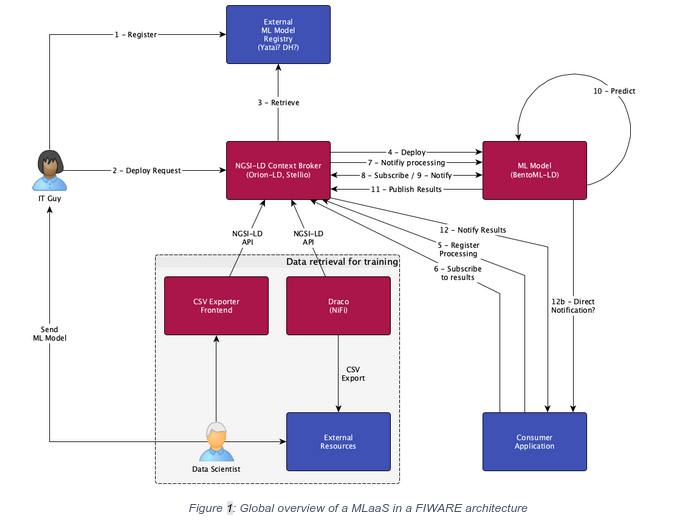 External
ML Model
Registry
(Yatai? DH?)
1 - Register
3 - Retrieve
10 - Predict
NGSI-LD Context Broker
(Orion-LD, Stellio)
4 - Deploy
7 - Notifiy processing
8 - Subscribe / 9 - Notify
11 - Publish Results
ML Model
(BentoML-LD)
2 - Deploy Request
IT Guy
12 - Notify Results
5 - Register
Processing
6 - Subscribe
to results
NGSI-LD
API
NGSI-LD
API
Data retrieval for training
CSV Exporter
Frontend
Draco
(NiFi)
12b - Direct
Notification?
Send
ML Model
CSV
Export
External
Resources
Consumer
Application
Data Scientist
Figure 1: Global overview of a MLaaS in a FIWARE architecture